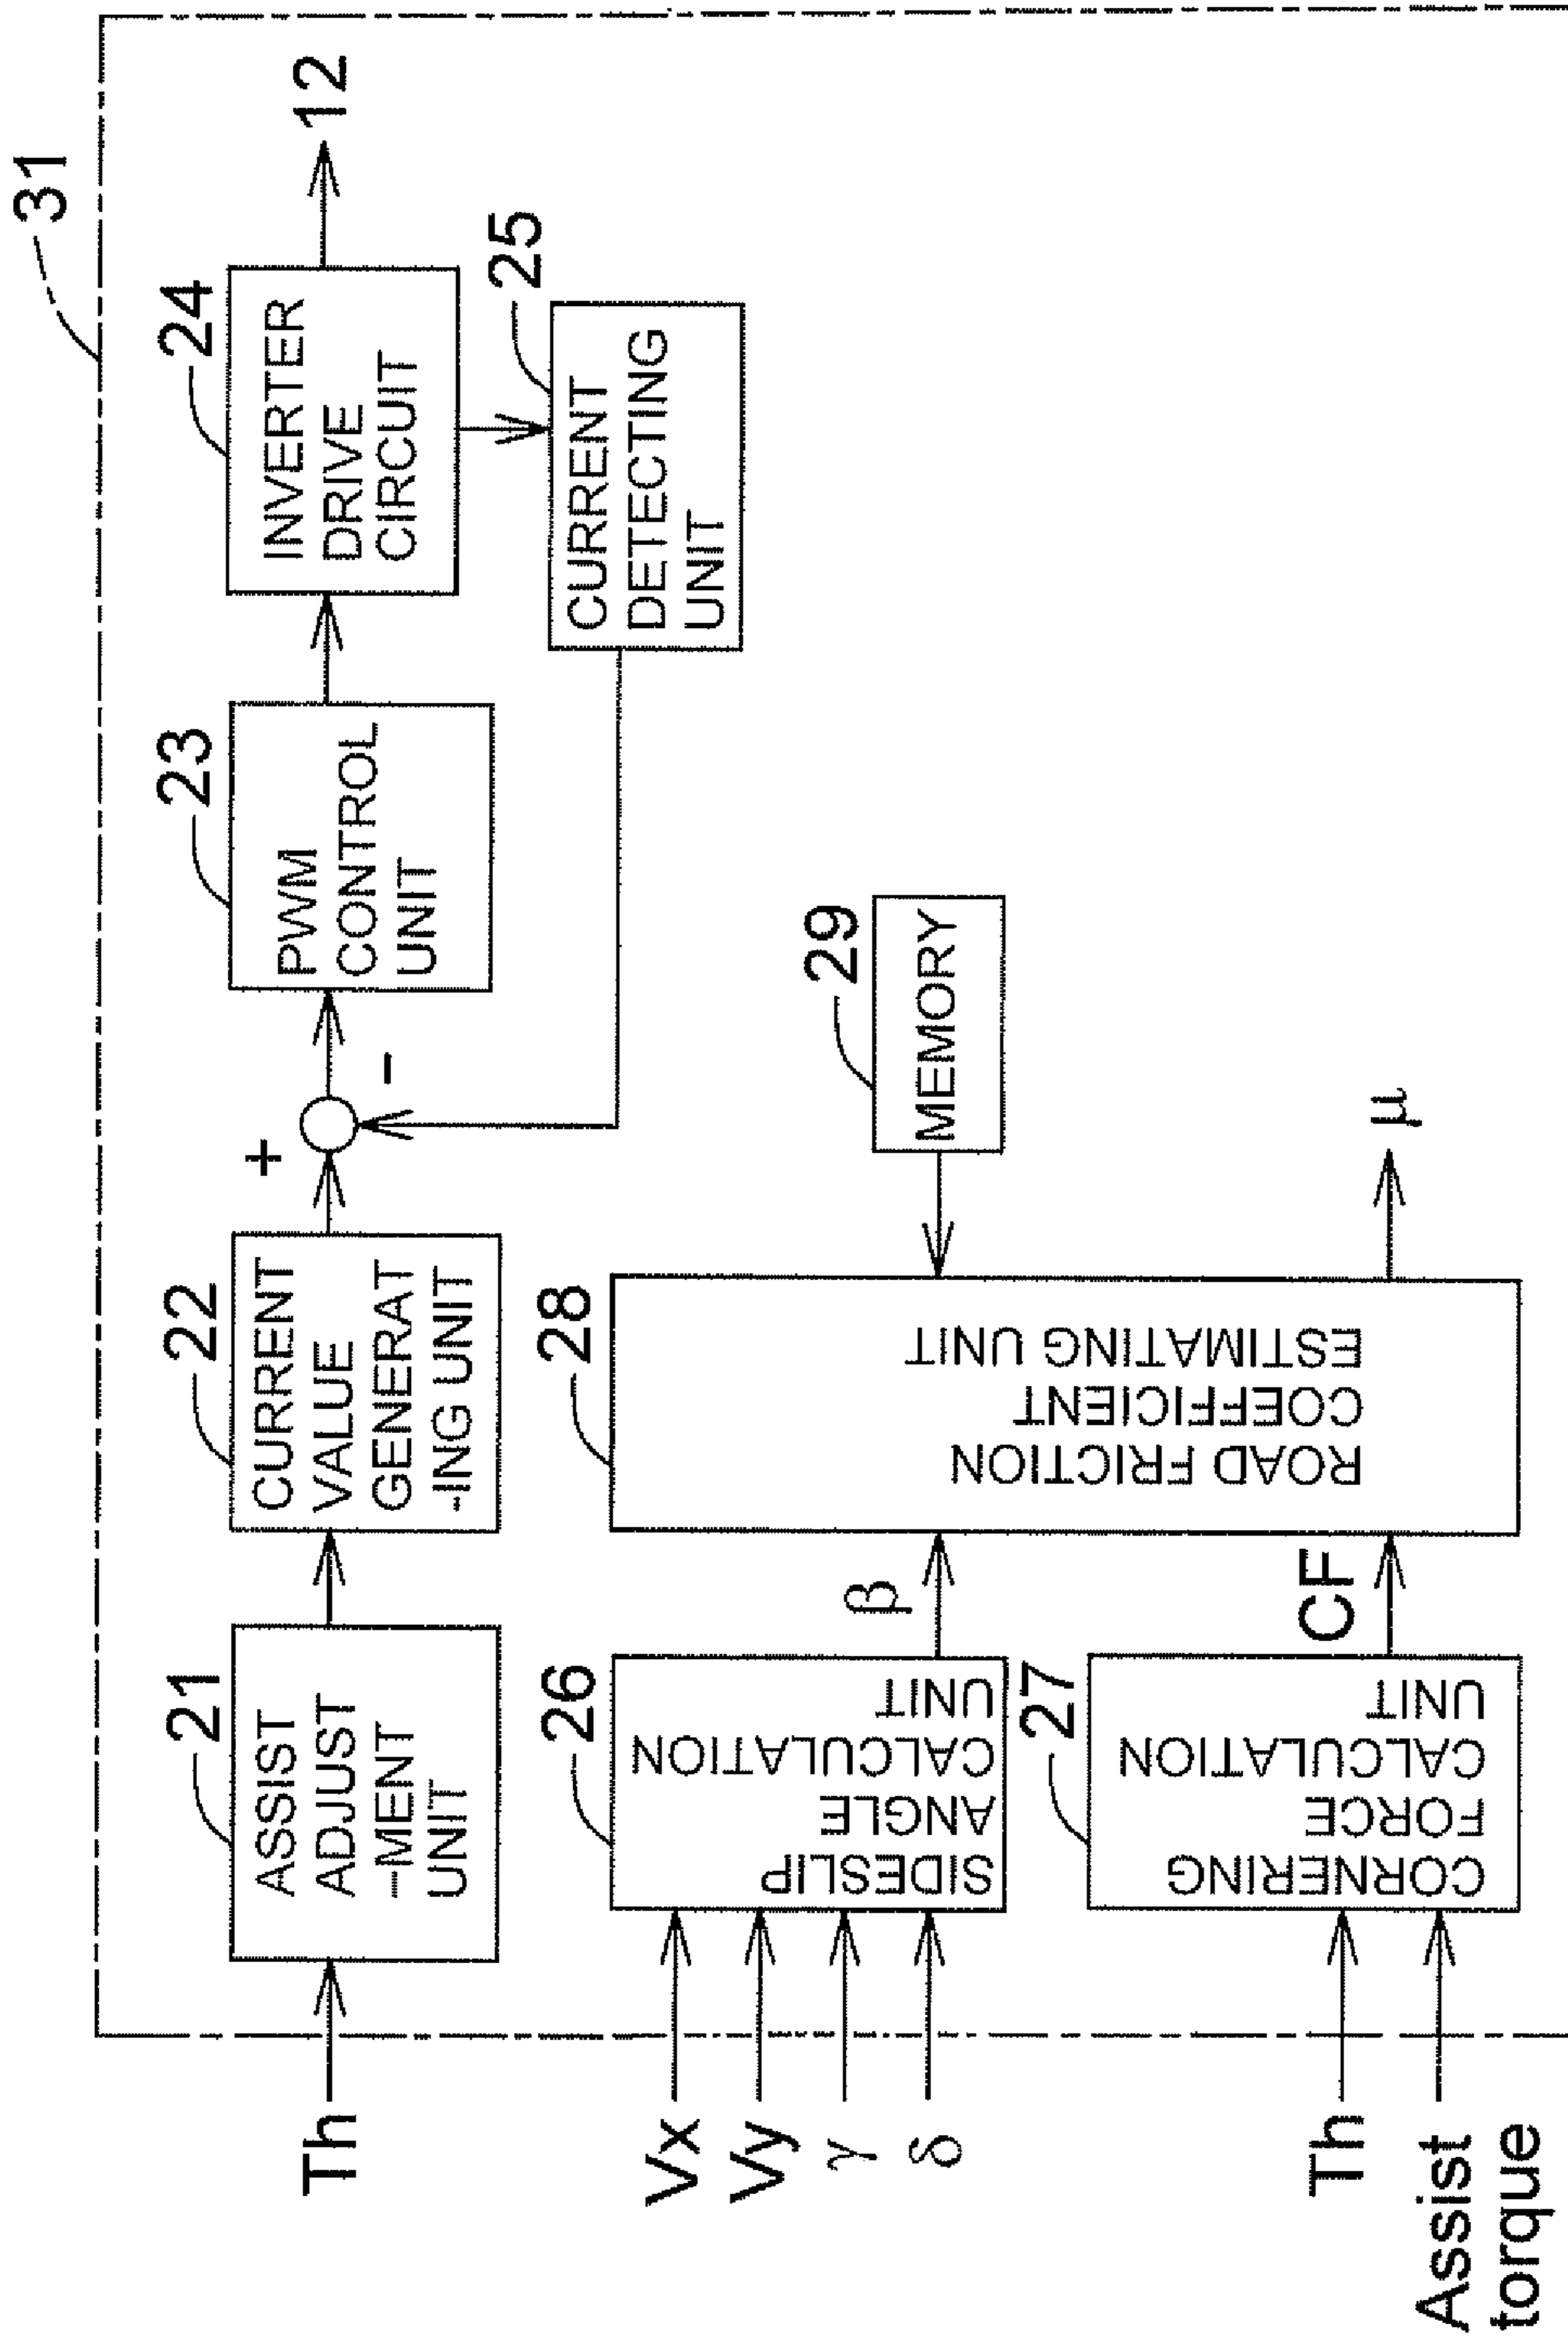 31
Th
21
ASSIST
ADJUST
-MENT
UNIT
22
CURRENT
VALUE
GENERAT
-ING UNIT
+
-
23
PWM
CONTROL
UNIT
24
INVERTER
DRIVE
CIRCUIT
12
25
CURRENT
DETECTING
UNIT
Vx
Vy
γ
δ
26
SIDESLIP
ANGLE
CALCULATION
UNIT
β
28
ROAD FRICTION
COEFFICIENT
ESTIMATING UNIT
29
MEMORY
Th
Assist
torque
27
CORNERING
FORCE
CALCULATION
UNIT
CF
μ